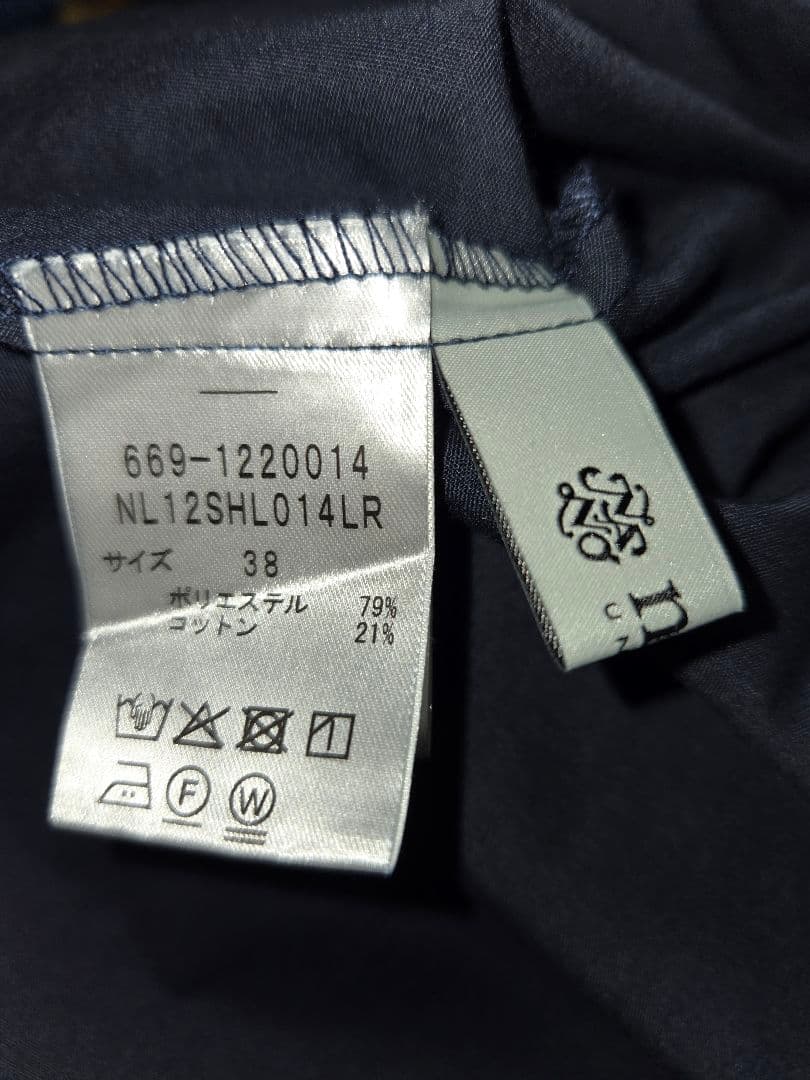 669-1220014
NL12SHL014LR
サイズ 38
ポリエステル 79%
コットン 21%
F
W
n
C